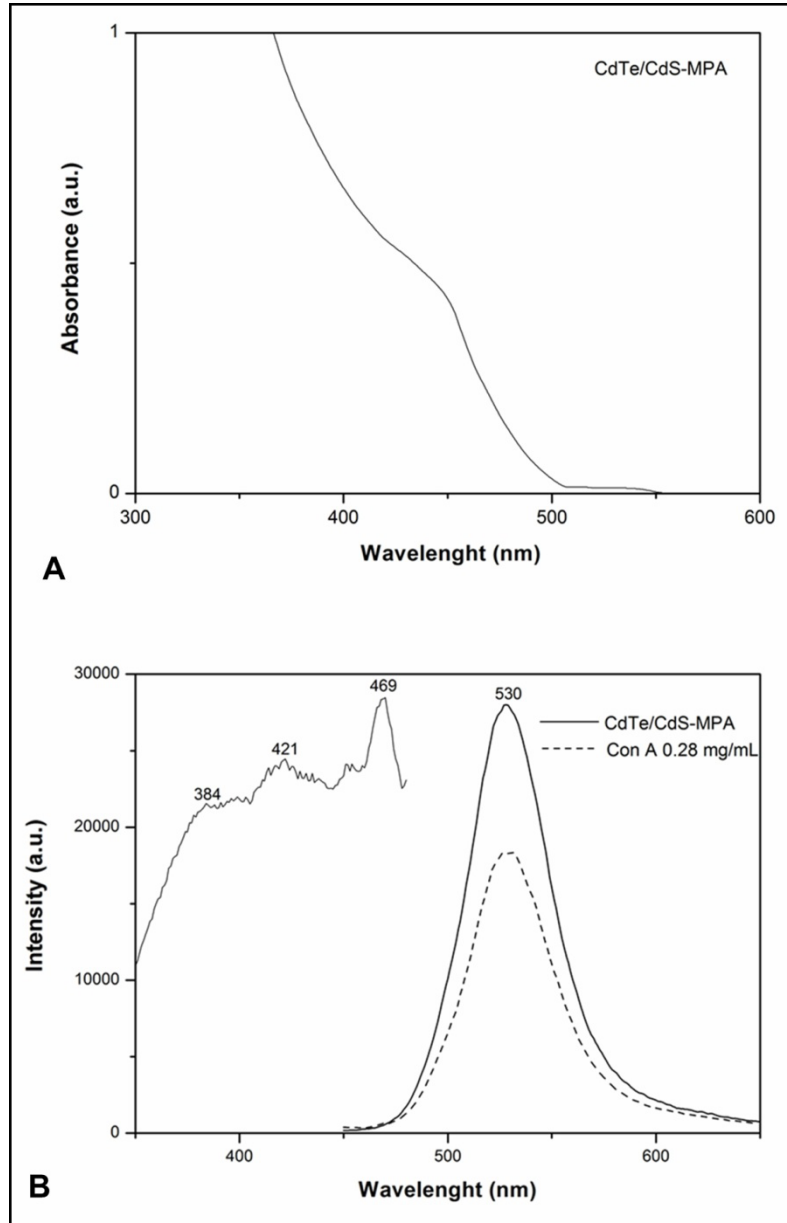 1
CdTe/CdS-MPA
Absorbance (a.u.)
0
300
400
500
600
Wavelenght (nm)
A
30000
469
530
CdTe/CdS-MPA
Con A 0.28 mg/mL
421
384
20000
Intensity (a.u.)
10000
0
400
500
600
Wavelenght (nm)
B